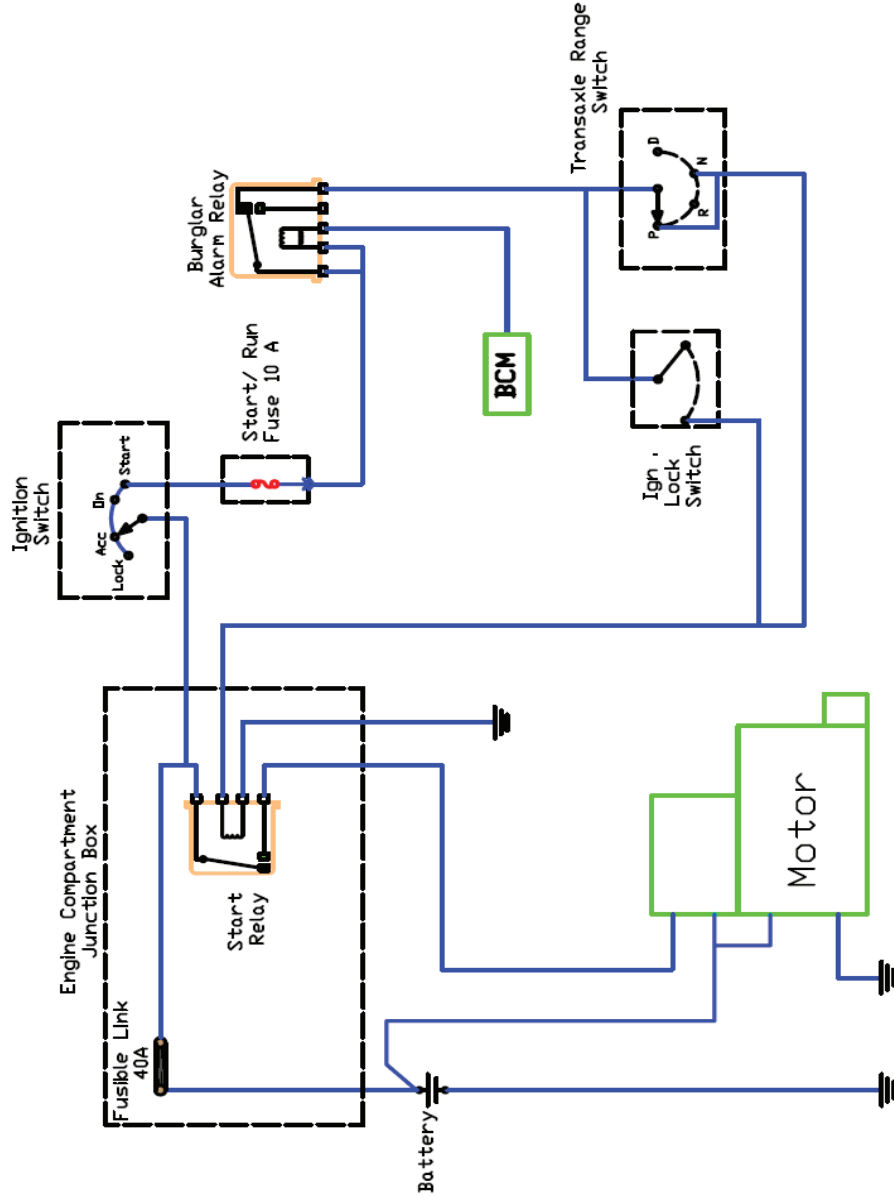 Ignition
Switch
Engine Compartment
Junction Box
Lock
Acc
On
Start
Fusible LInk
40A
Burglar
Alarm Relay
Start/ Run
Fuse 10 A
Start
Relay
Battery
BCM
Transaxle Range
Switch
P
R
N
D
Ign .
Lock
Switch
Motor